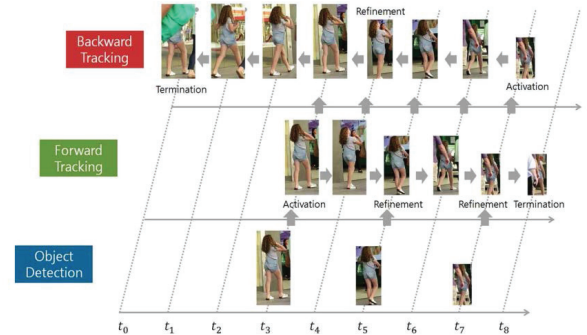 Refinement
Backward
Tracking
Termination
Activation
Forward
Tracking
Activation
Refinement
Refinement
Termination
Object
Detection
t0
t1
t2
t3
t4
t5
t6
t7
t8